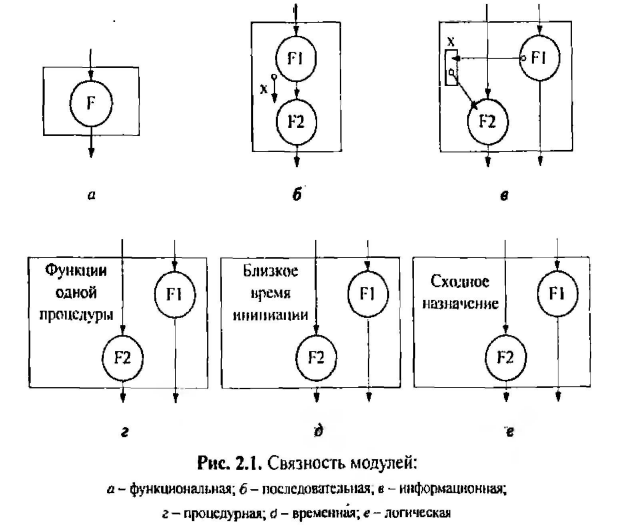 F
а
F1
x
F2
б
x
F1
F2
в
Функции
одной
процедуры
F1
F2
г
Близкое
время
инициации
F1
F2
д
Сходное
назначение
F1
F2
е
Рис. 2.1. Связность модулей:
а – функциональная; б – последовательная; в – информационная;
г – процедурная; д – временная; е – логическая